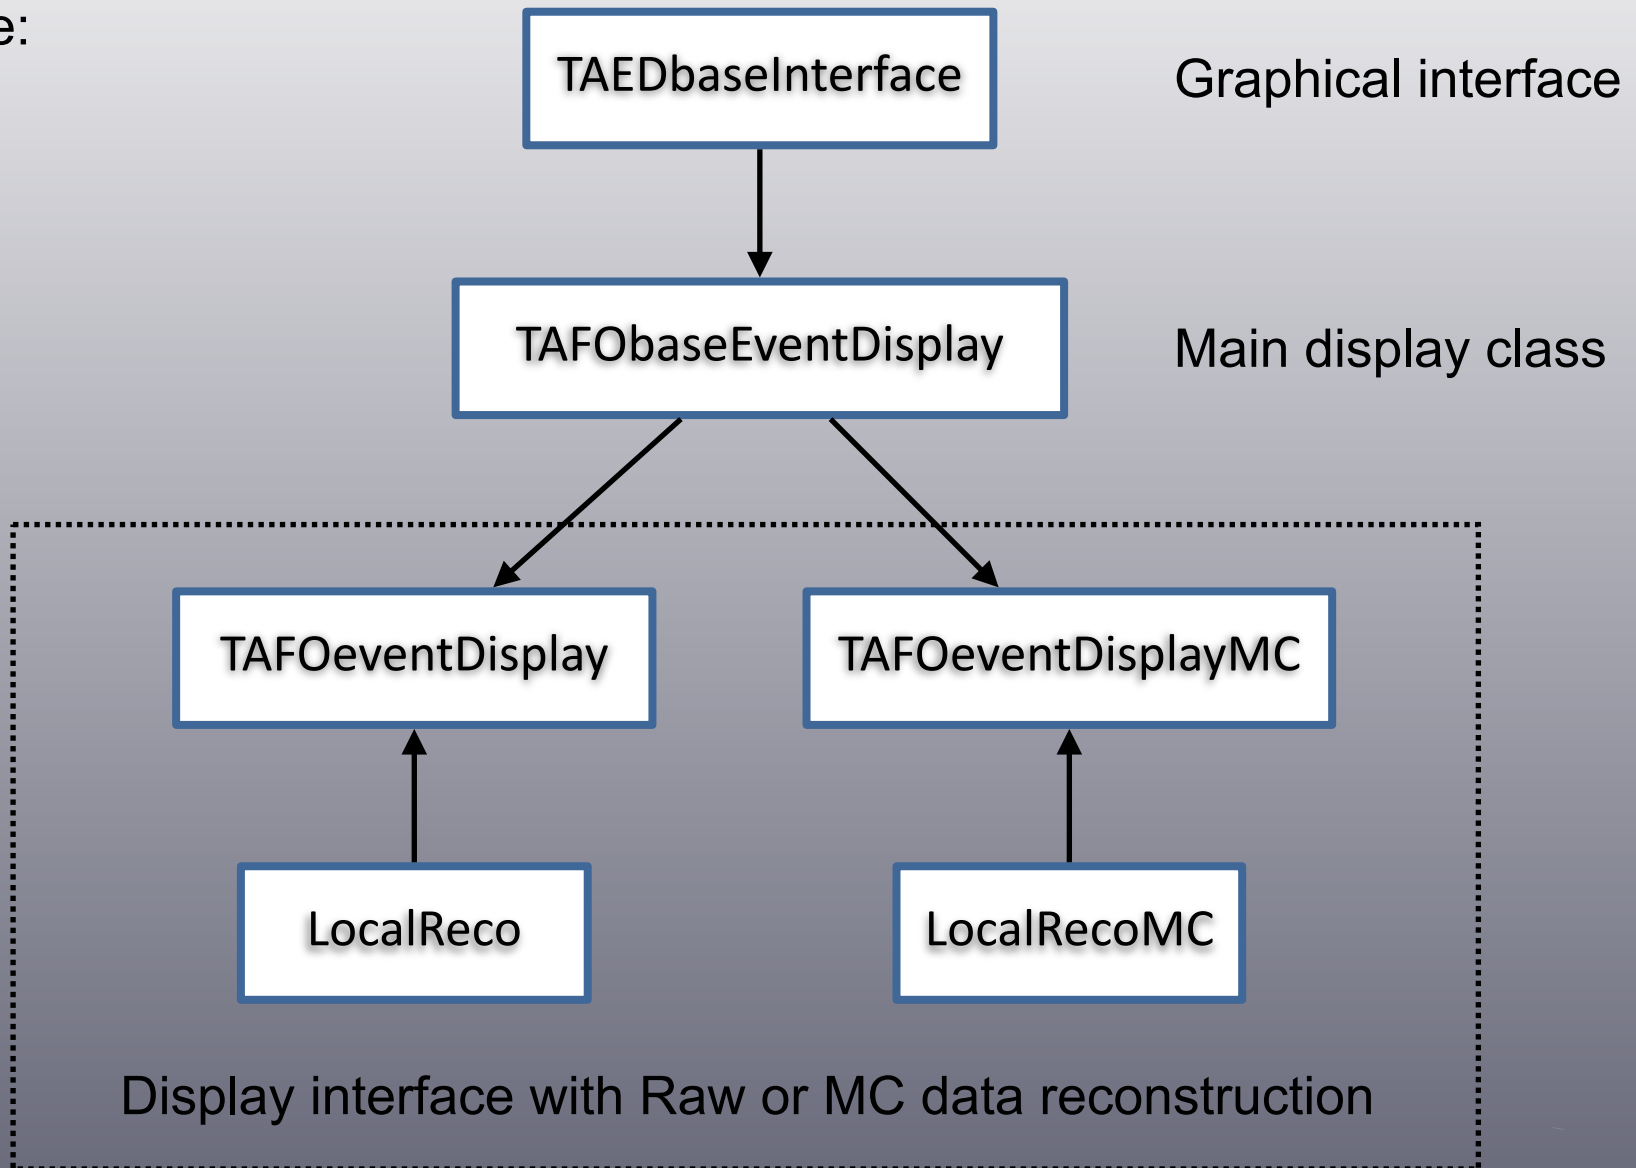 e:
TAEDbaseInterface
Graphical interface
TAFObaseEventDisplay
Main display class
TAFOeventDisplay
TAFOeventDisplayMC
LocalReco
LocalRecoMC
Display interface with Raw or MC data reconstruction